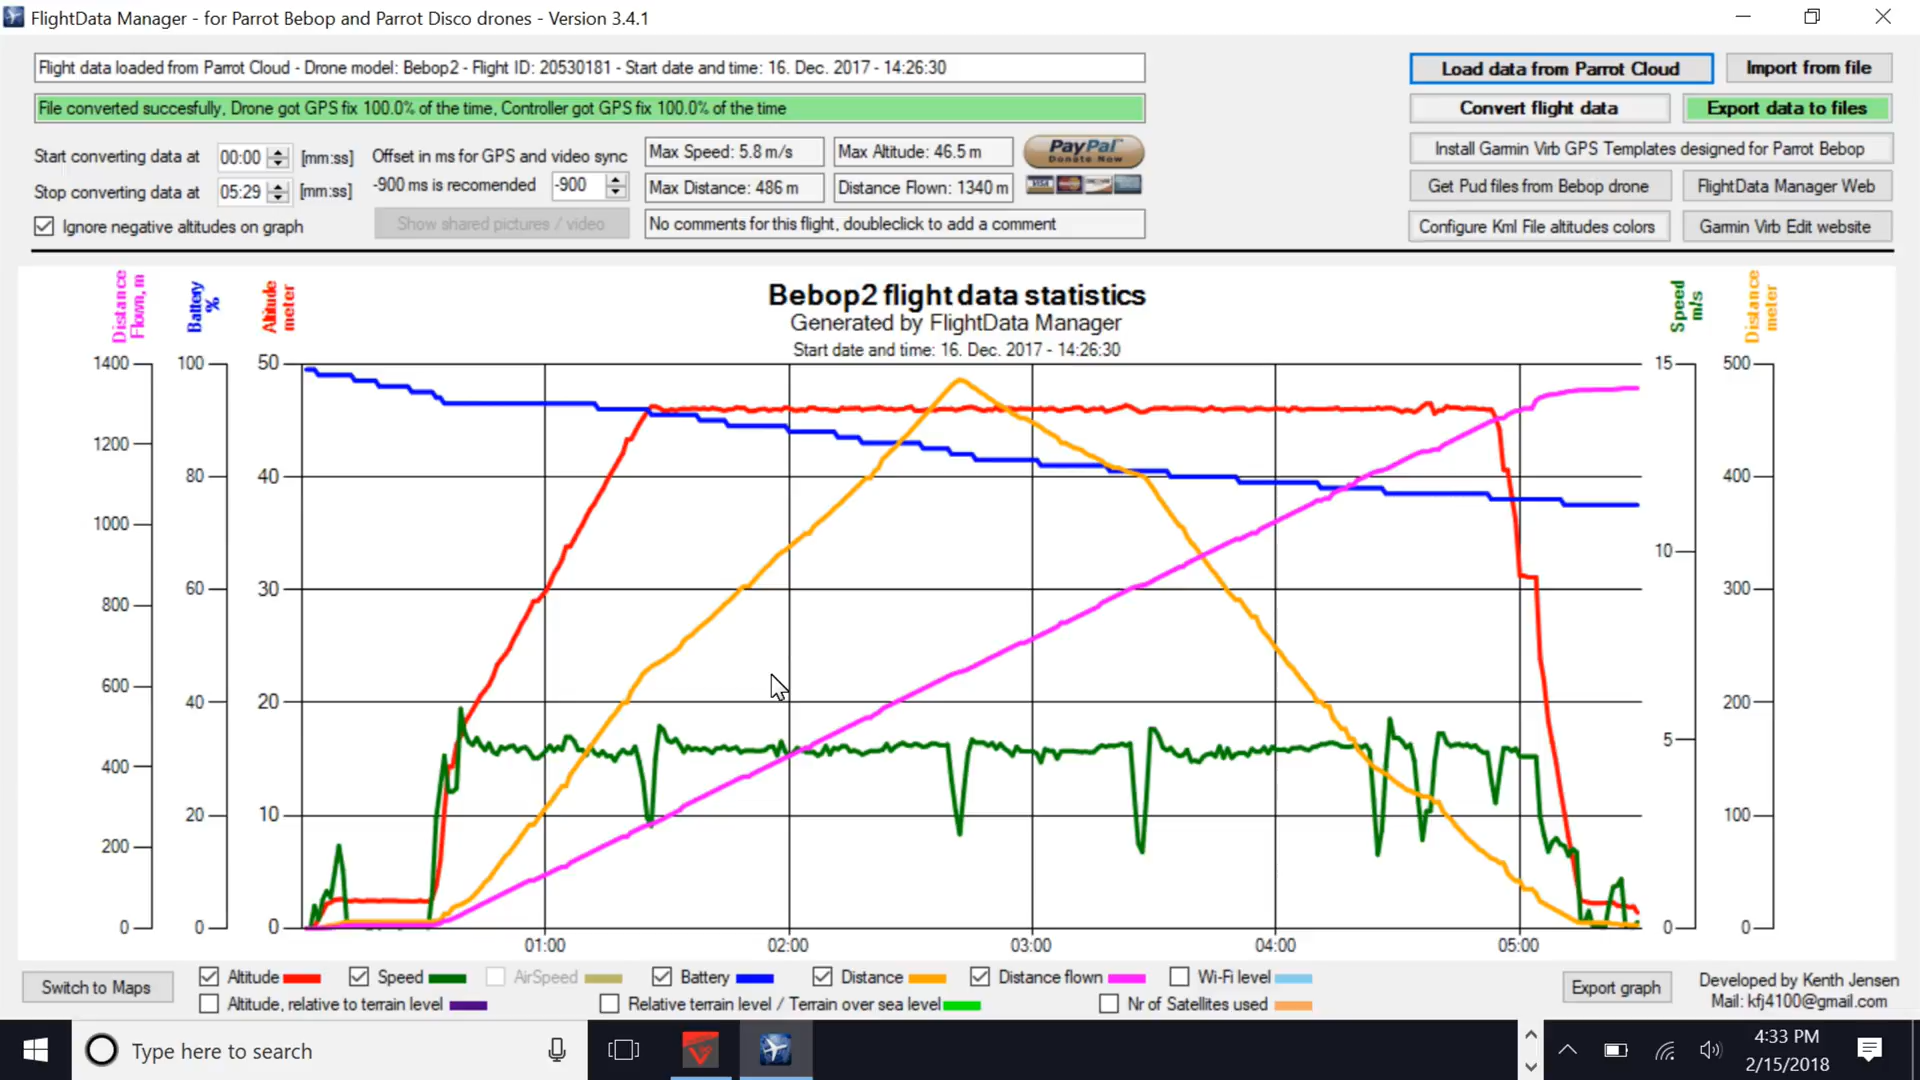 FlightData Manager - for Parrot Bebop and Parrot Disco drones - Version 3.4.1
Flight data loaded from Parrot Cloud - Drone model: Bebop2 - Flight ID: 20530181 - Start date and time: 16. Dec. 2017 - 14:26:30
Load data from Parrot Cloud
Import from file
File converted succesfully, Drone got GPS fix 100.0% of the time, Controller got GPS fix 100.0% of the time
Convert flight data
Export data to files
Start converting data at 00:00 [mm:ss]
Offset in ms for GPS and video sync
Max Speed: 5.8 m/s
Max Altitude: 46.5 m
PayPal
Donate Now
VISA
Install Garmin Virb GPS Templates designed for Parrot Bebop
Stop converting data at 05:29 [mm:ss]
-900 ms is recomended -900
Max Distance: 486 m
Distance Flown: 1340 m
Get Pud files from Bebop drone
FlightData Manager Web
Ignore negative altitudes on graph
Show shared pictures / video
No comments for this flight, doubleclick to add a comment
Configure Kml File altitudes colors
Garmin Virb Edit website
Distance
Flown, m
Battery
%
Altitude
meter
Bebop2 flight data statistics
Generated by FlightData Manager
Start date and time: 16. Dec. 2017 - 14:26:30
Speed
m/s
Distance
meter
1400
1200
1000
800
600
400
200
0
100
80
60
40
20
0
50
40
30
20
10
0
15
10
5
0
500
400
300
200
100
0
01:00
02:00
03:00
04:00
05:00
Switch to Maps
Altitude
Speed
AirSpeed
Battery
Distance
Distance flown
Wi-Fi level
Altitude, relative to terrain level
Relative terrain level / Terrain over sea level
Nr of Satellites used
Export graph
Developed by Kenth Jensen
Mail: kfj4100@gmail.com
Type here to search
4:33 PM
2/15/2018